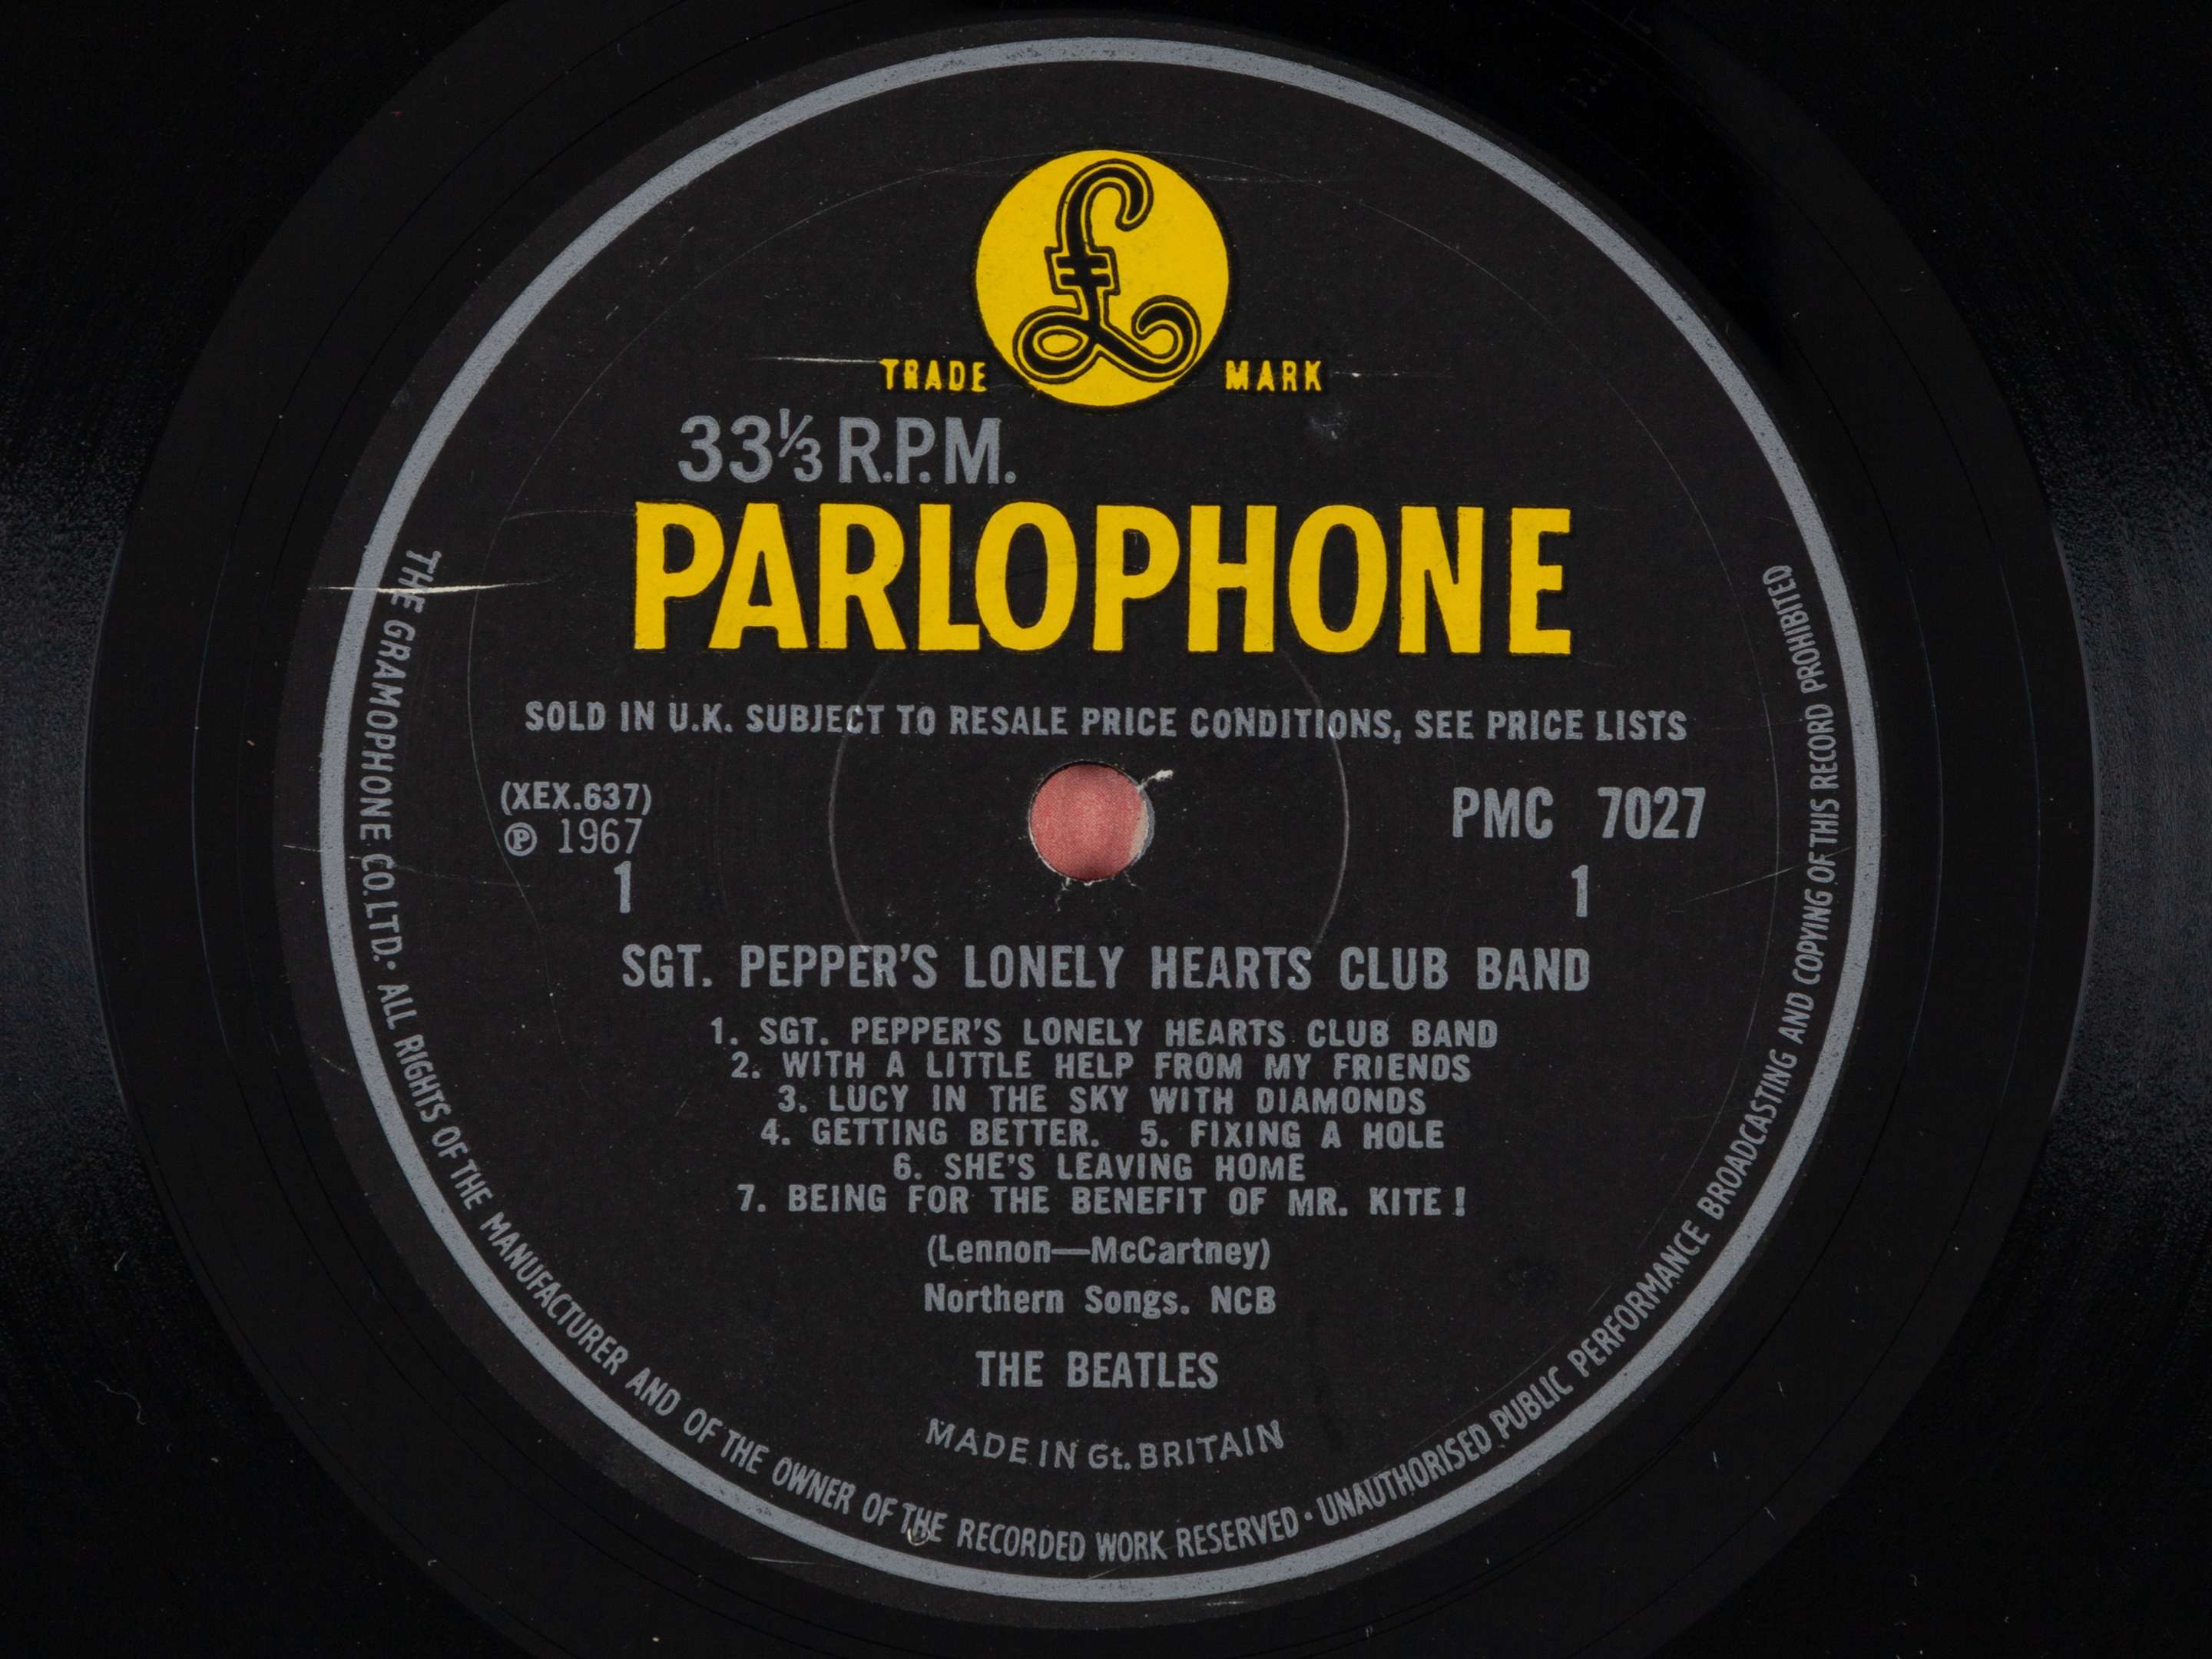 £
TRADE MARK
33⅓ R.P.M.
PARLOPHONE
SOLD IN U.K. SUBJECT TO RESALE PRICE CONDITIONS, SEE PRICE LISTS
(XEX.637)
℗ 1967
1
PMC 7027
1
SGT. PEPPER'S LONELY HEARTS CLUB BAND
1. SGT. PEPPER'S LONELY HEARTS CLUB BAND
2. WITH A LITTLE HELP FROM MY FRIENDS
3. LUCY IN THE SKY WITH DIAMONDS
4. GETTING BETTER. 5. FIXING A HOLE
6. SHE'S LEAVING HOME
7. BEING FOR THE BENEFIT OF MR. KITE !
(Lennon—McCartney)
Northern Songs. NCB
THE BEATLES
MADE IN Gt. BRITAIN
THE GRAMOPHONE CO. LTD. • ALL RIGHTS OF THE MANUFACTURER AND OF THE OWNER OF THE RECORDED WORK RESERVED • UNAUTHORISED PUBLIC PERFORMANCE BROADCASTING AND COPYING OF THIS RECORD PROHIBITED